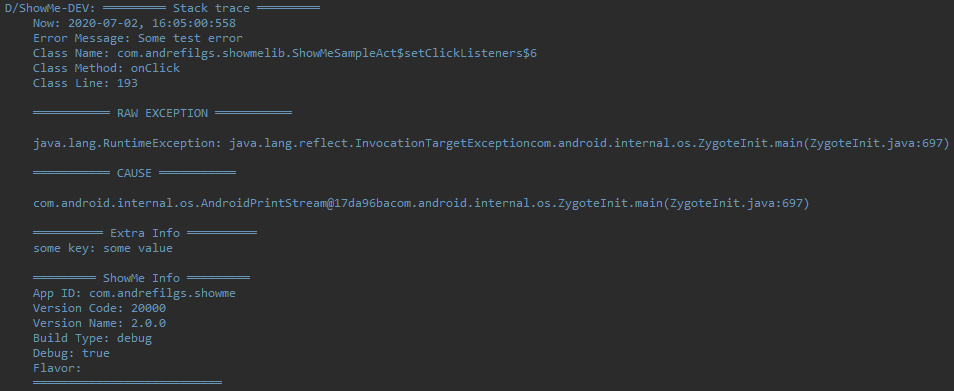 D/ShowMe-DEV: ═════════ Stack trace ═════════
Now: 2020-07-02, 16:05:00:558
Error Message: Some test error
Class Name: com.andrefilgs.showmelib.ShowMeSampleAct$setClickListeners$6
Class Method: onClick
Class Line: 193
═══════════ RAW EXCEPTION ═══════════
java.lang.RuntimeException: java.lang.reflect.InvocationTargetExceptioncom.android.internal.os.ZygoteInit.main(ZygoteInit.java:697)
═══════════ CAUSE ═══════════
com.android.internal.os.AndroidPrintStream@17da96bacom.android.internal.os.ZygoteInit.main(ZygoteInit.java:697)
══════════ Extra Info ══════════
some key: some value
═════════ ShowMe Info ═════════
App ID: com.andrefilgs.showme
Version Code: 20000
Version Name: 2.0.0
Build Type: debug
Debug: true
Flavor:
═══════════════════════════